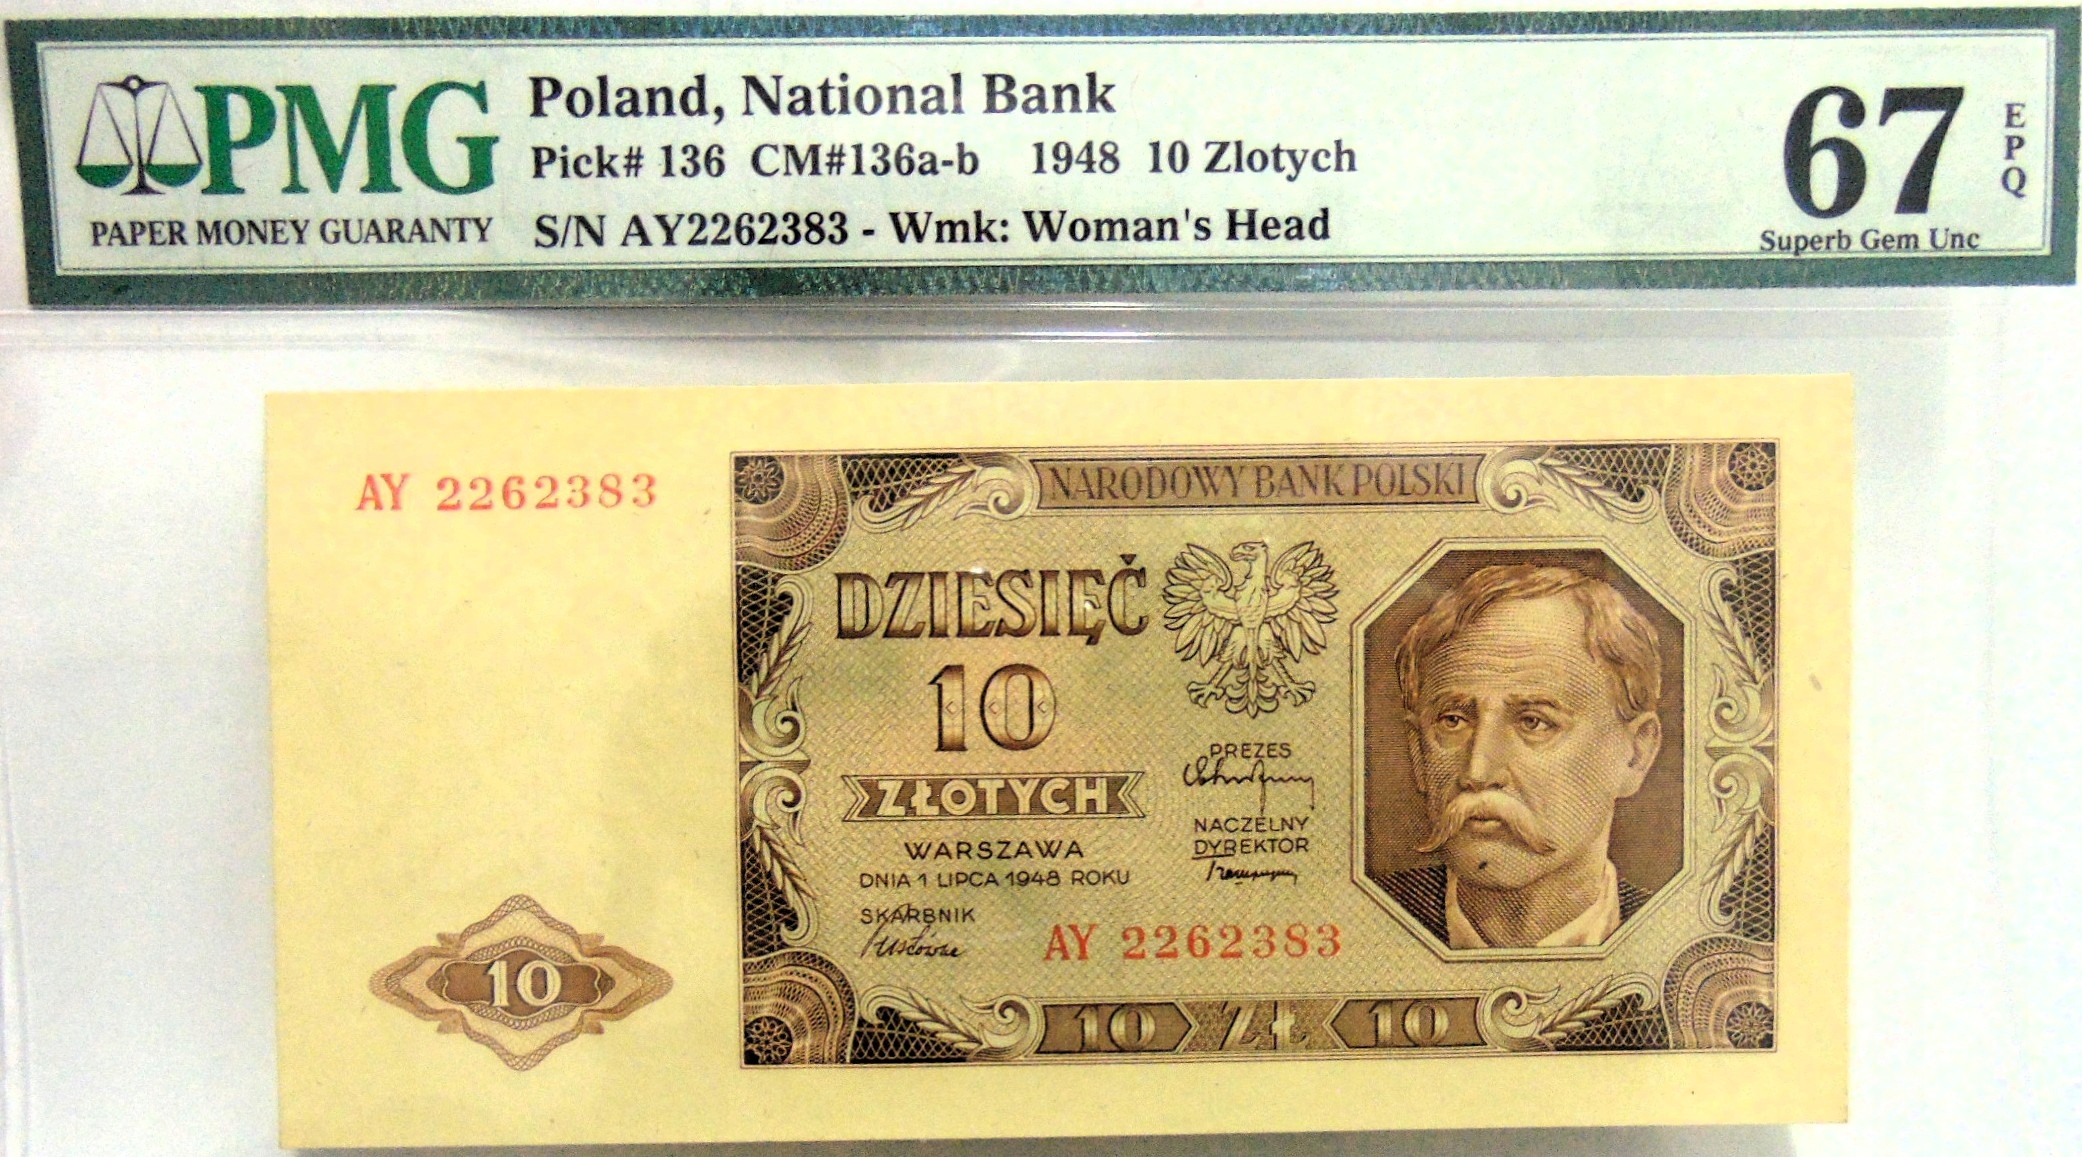 PMG
PAPER MONEY GUARANTY
Poland, National Bank
Pick# 136 CM#136a-b 1948 10 Zlotych
S/N AY2262383 - Wmk: Woman's Head
67
EPQ
Superb Gem Unc
AY 2262383
10
NARODOWY BANK POLSKI
DZIESIĘĆ
10
ZŁOTYCH
WARSZAWA
DNIA 1 LIPCA 1948 ROKU
SKARBNIK
PREZES
NACZELNY
DYREKTOR
AY 2262383
10 ZŁ 10